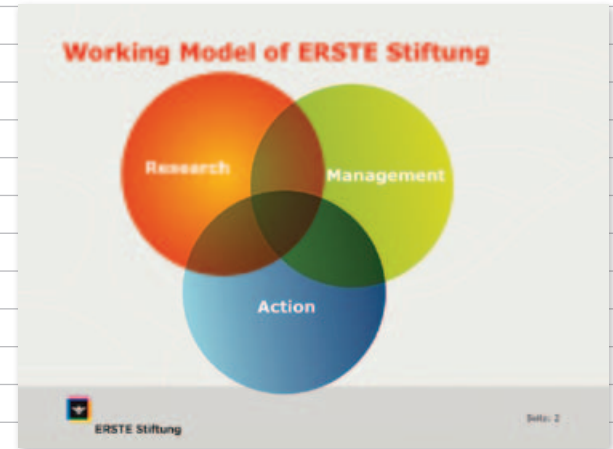 Working Model of ERSTE Stiftung
Research
Management
Action
ERSTE Stiftung
Seite: 2